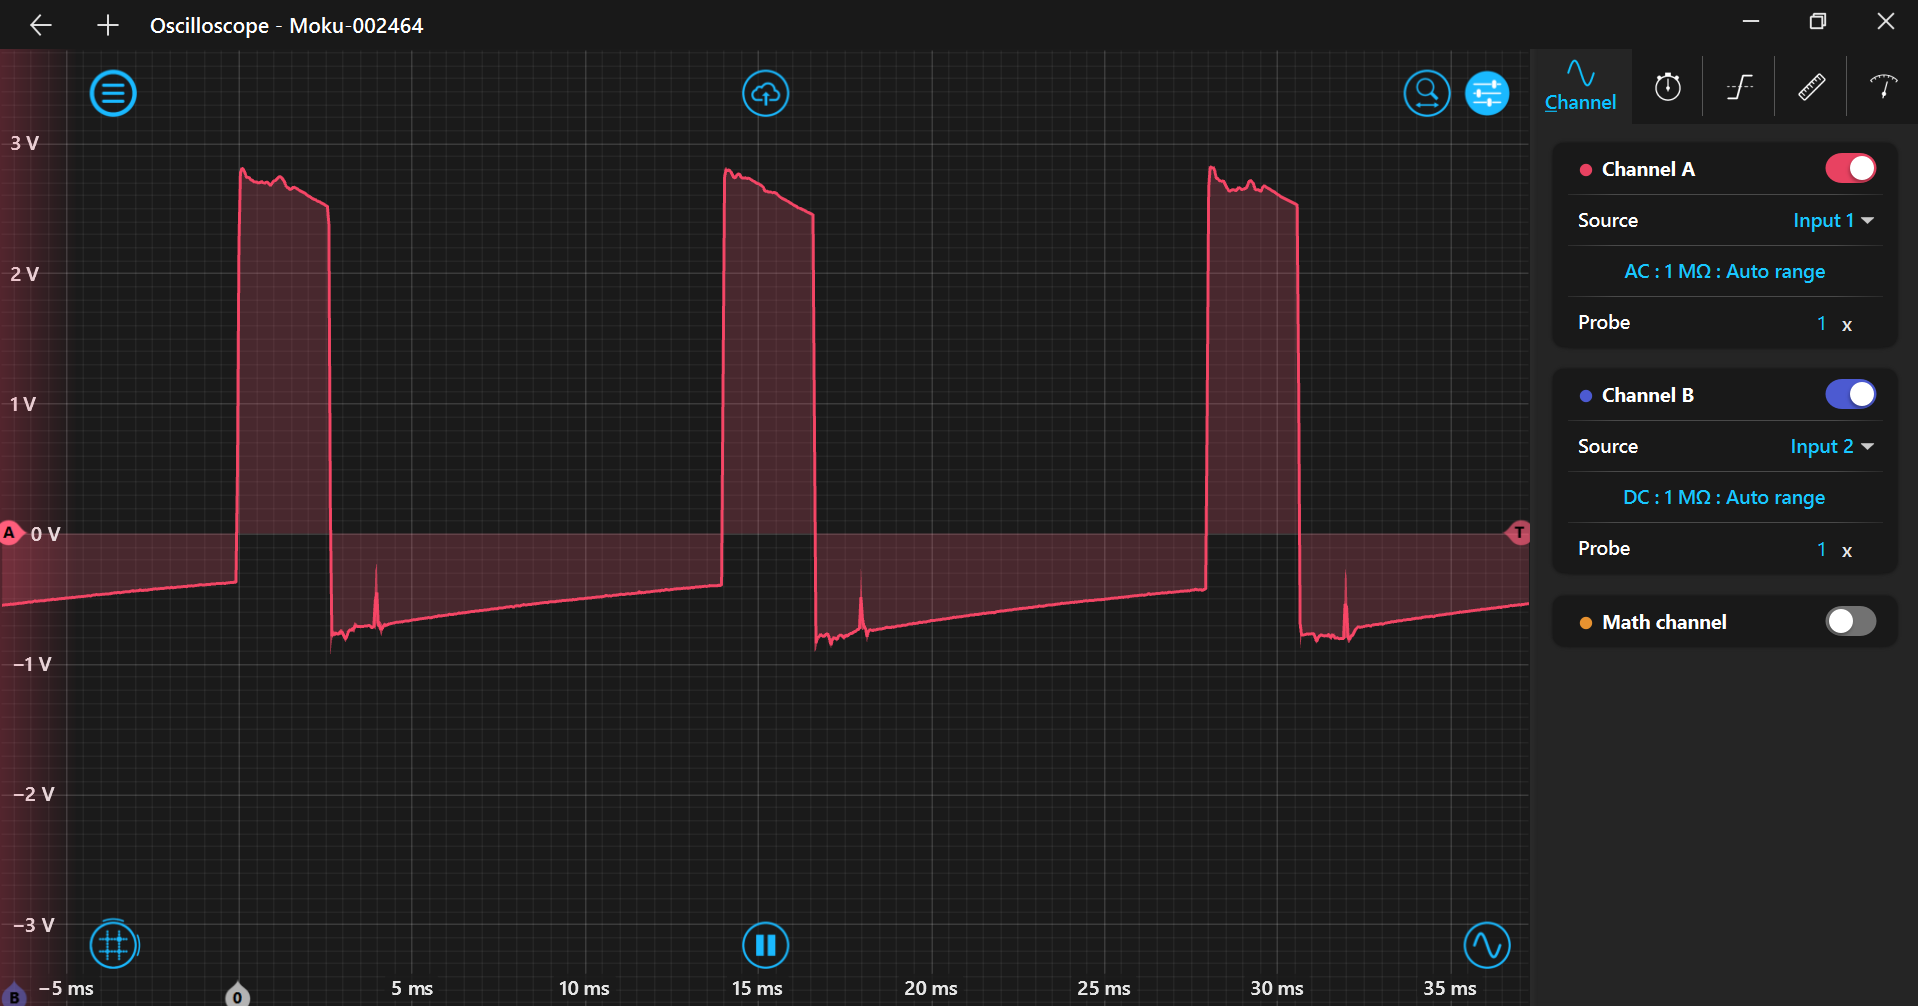 Oscilloscope - Moku-002464
Channel
3 V
2 V
1 V
A
0 V
T
−1 V
−2 V
−3 V
B
−5 ms
0
5 ms
10 ms
15 ms
20 ms
25 ms
30 ms
35 ms
Channel A
Source
Input 1
AC : 1 MΩ : Auto range
Probe
1 x
Channel B
Source
Input 2
DC : 1 MΩ : Auto range
Probe
1 x
Math channel